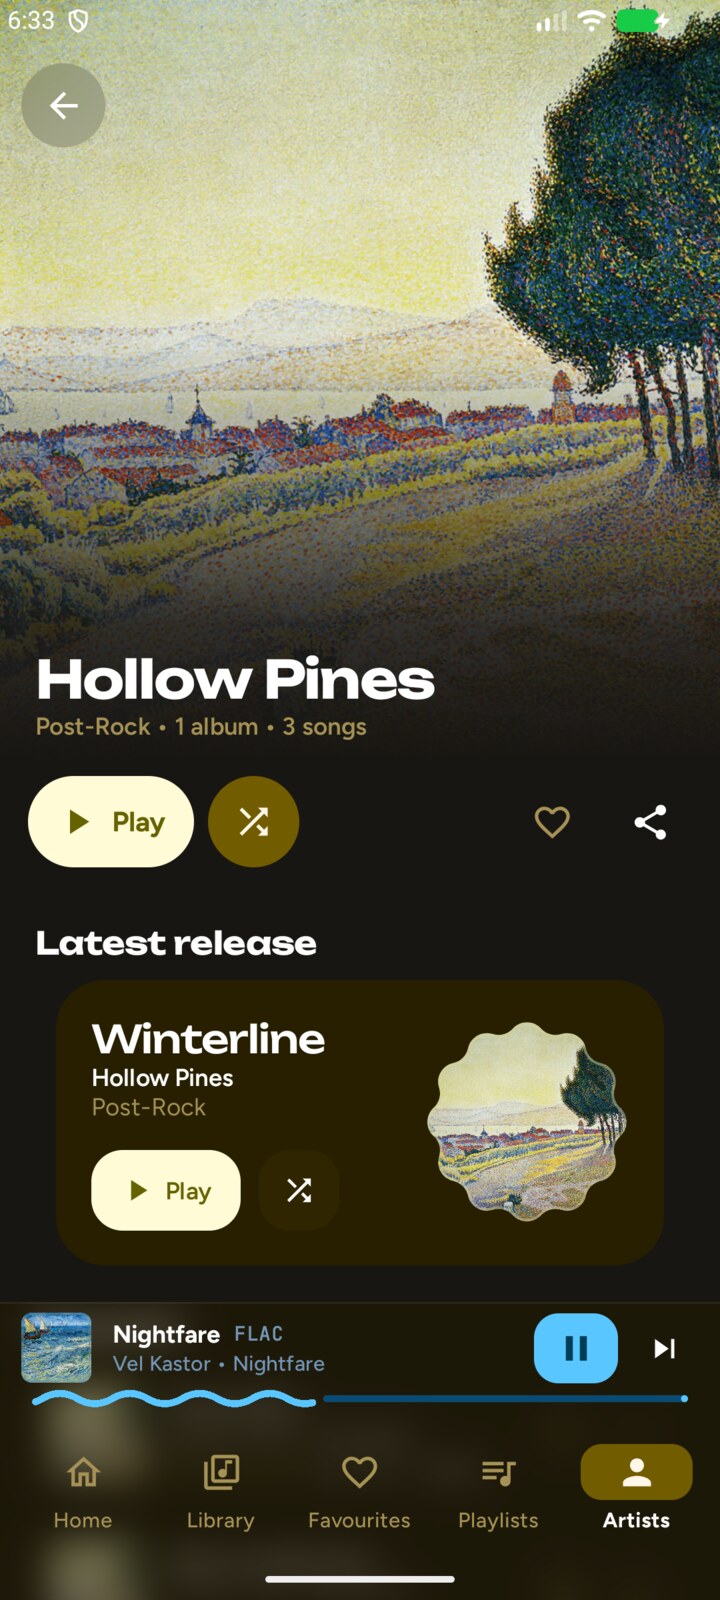 6:33
Hollow Pines
Post-Rock • 1 album • 3 songs
Play
Latest release
Winterline
Hollow Pines
Post-Rock
Play
Nightfare FLAC
Vel Kastor • Nightfare
Home Library Favourites Playlists Artists